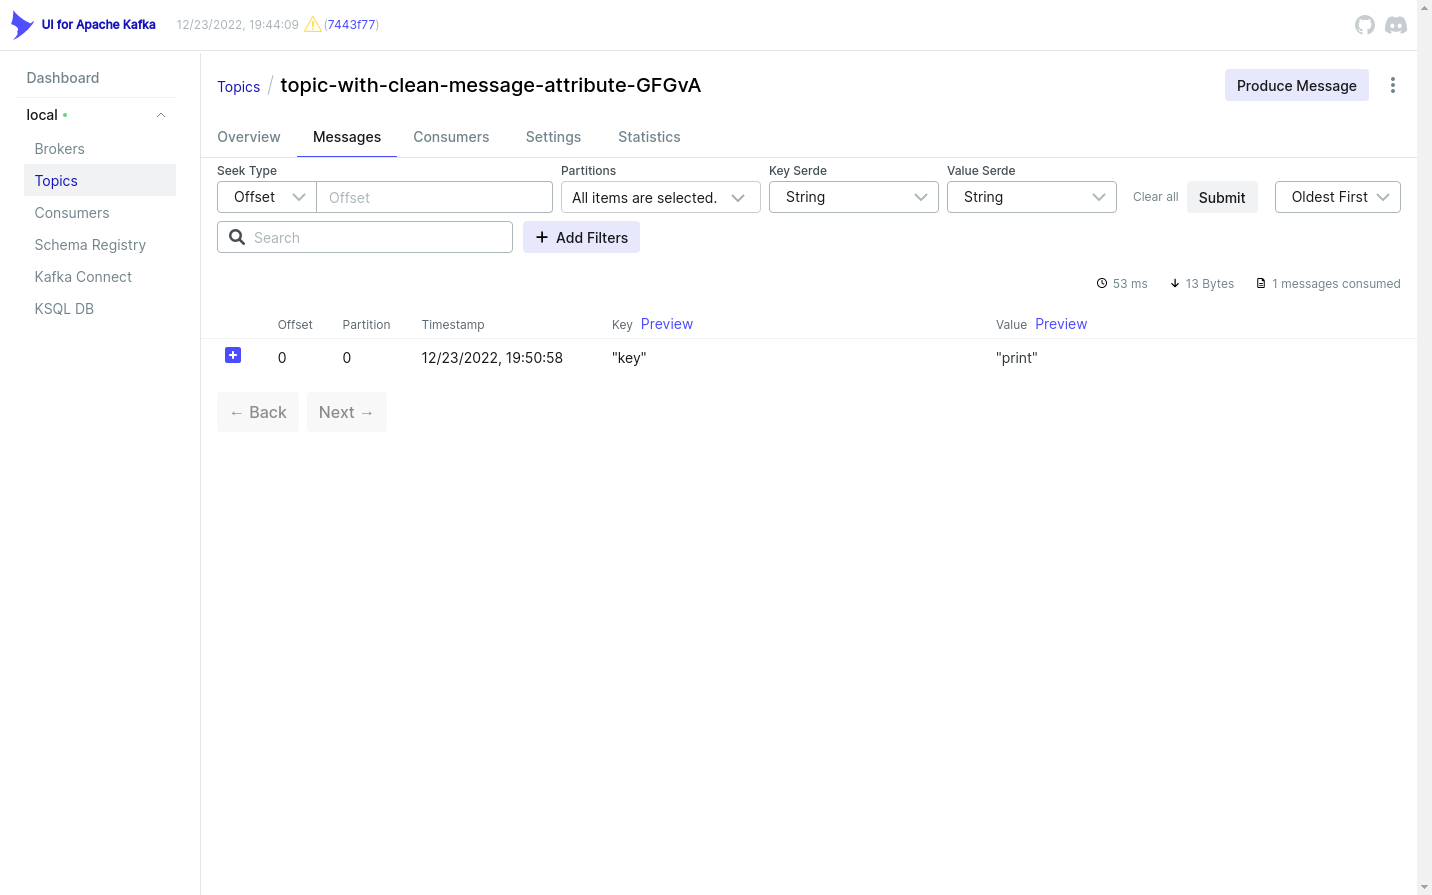 UI for Apache Kafka 12/23/2022, 19:44:09 (7443f77)
Dashboard
local
Brokers
Topics
Consumers
Schema Registry
Kafka Connect
KSQL DB
Topics / topic-with-clean-message-attribute-GFGvA Produce Message
Overview Messages Consumers Settings Statistics
Seek Type Partitions Key Serde Value Serde
Offset Offset All items are selected. String String Clear all Submit Oldest First
Search Add Filters
53 ms 13 Bytes 1 messages consumed
Offset Partition Timestamp Key Preview Value Preview
0 0 12/23/2022, 19:50:58 "key" "print"
← Back Next →